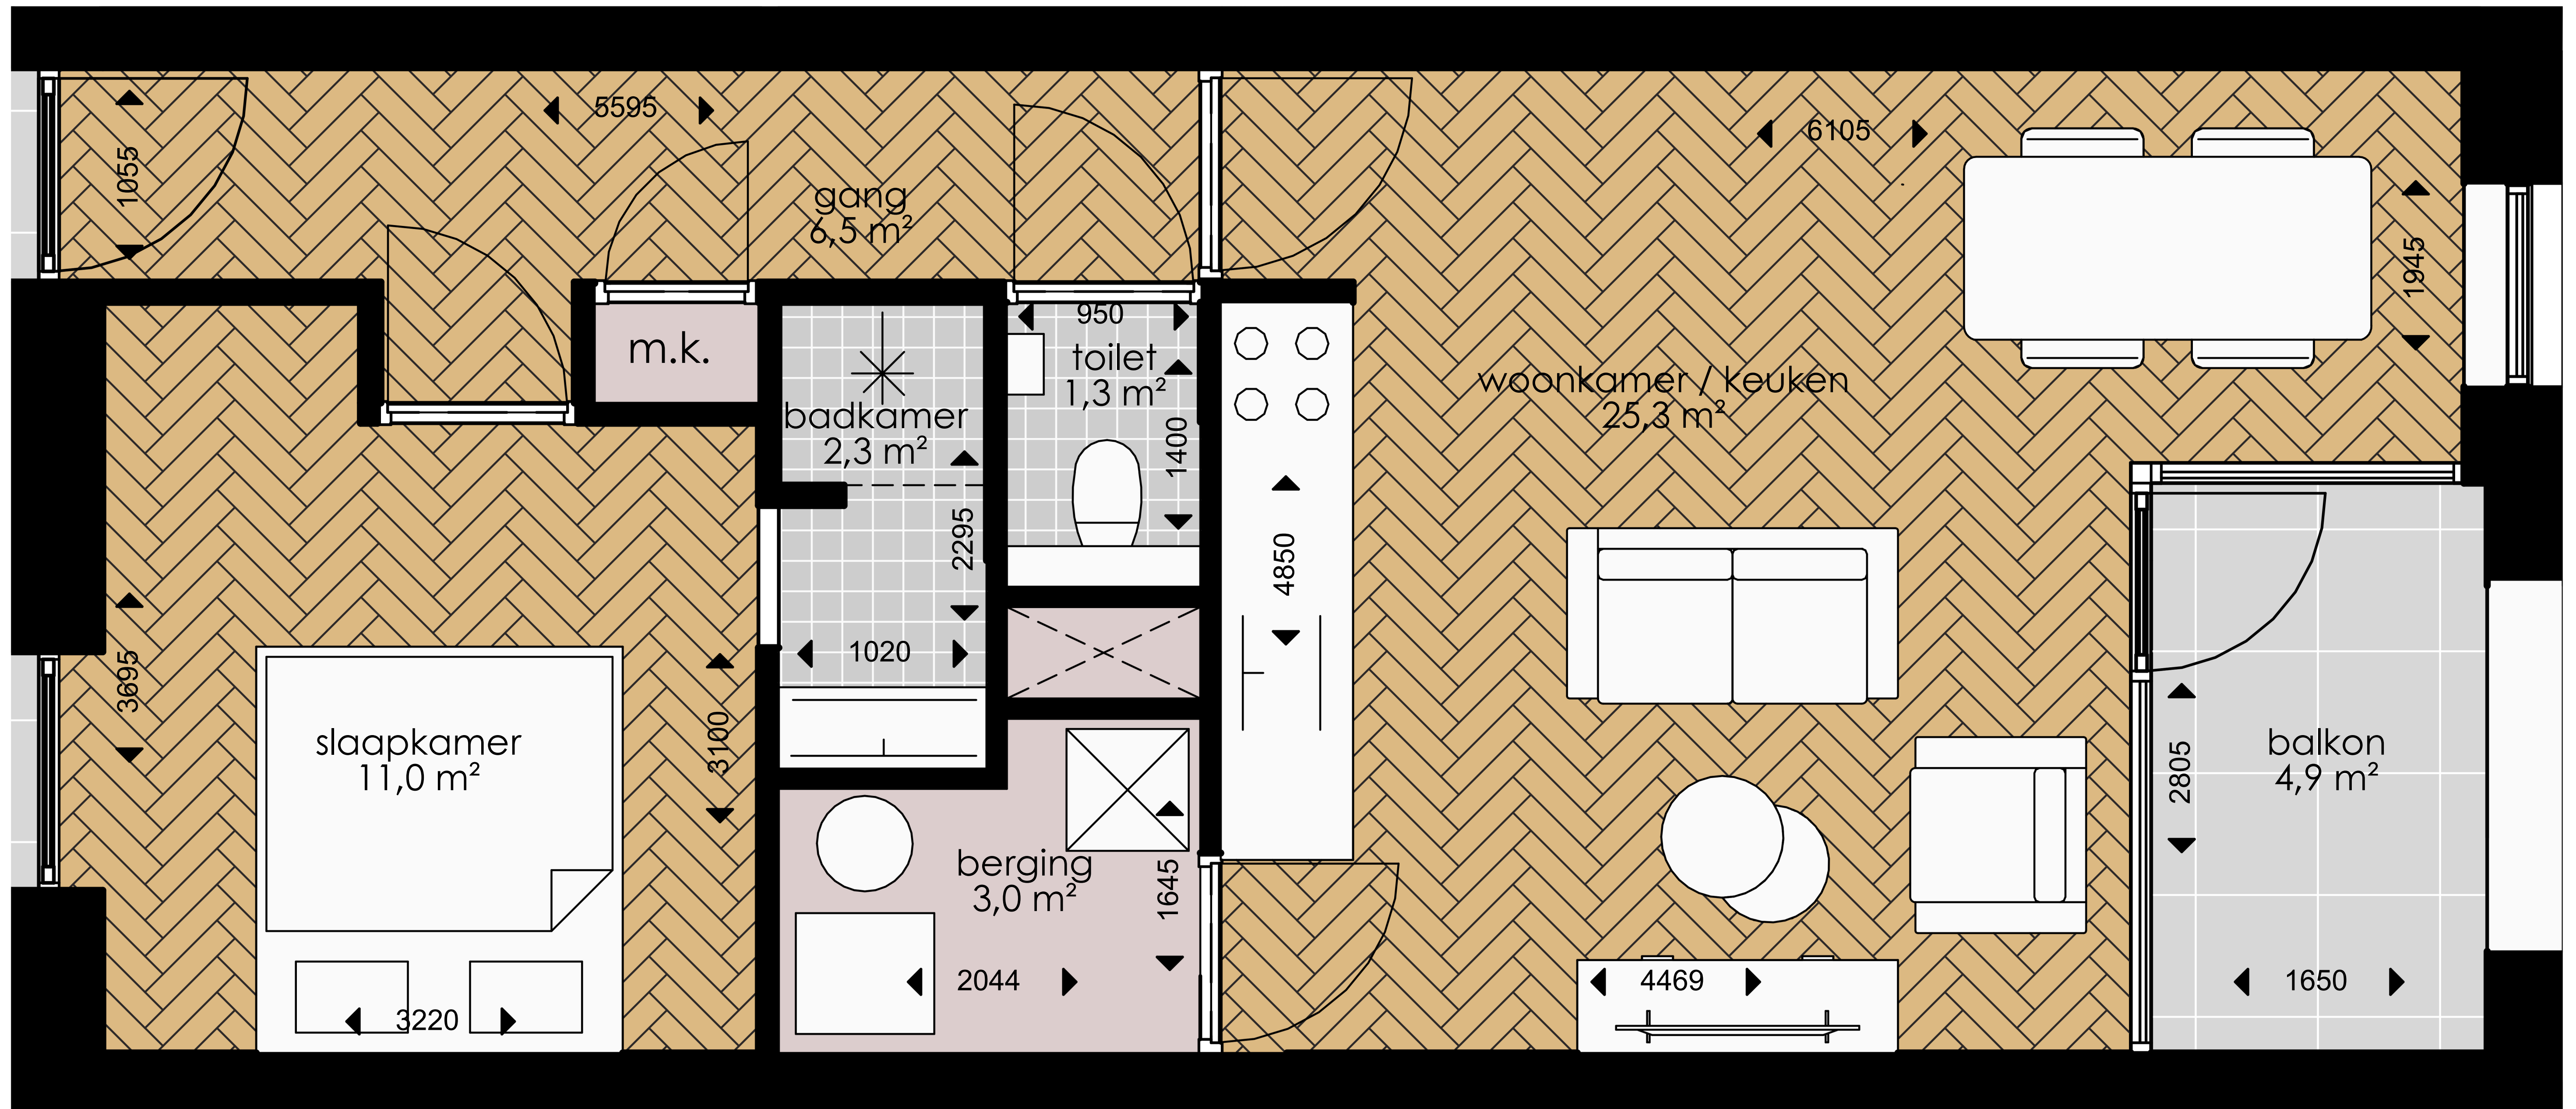 5595
6105
1055
gang
6,5 m²
1945
950
m.k.
toilet
1,3 m²
woonkamer / keuken
25,3 m²
badkamer
2,3 m²
1400
2295
4850
1020
3695
3100
slaapkamer
11,0 m²
balkon
4,9 m²
2805
berging
3,0 m²
1645
2044
4469
1650
3220